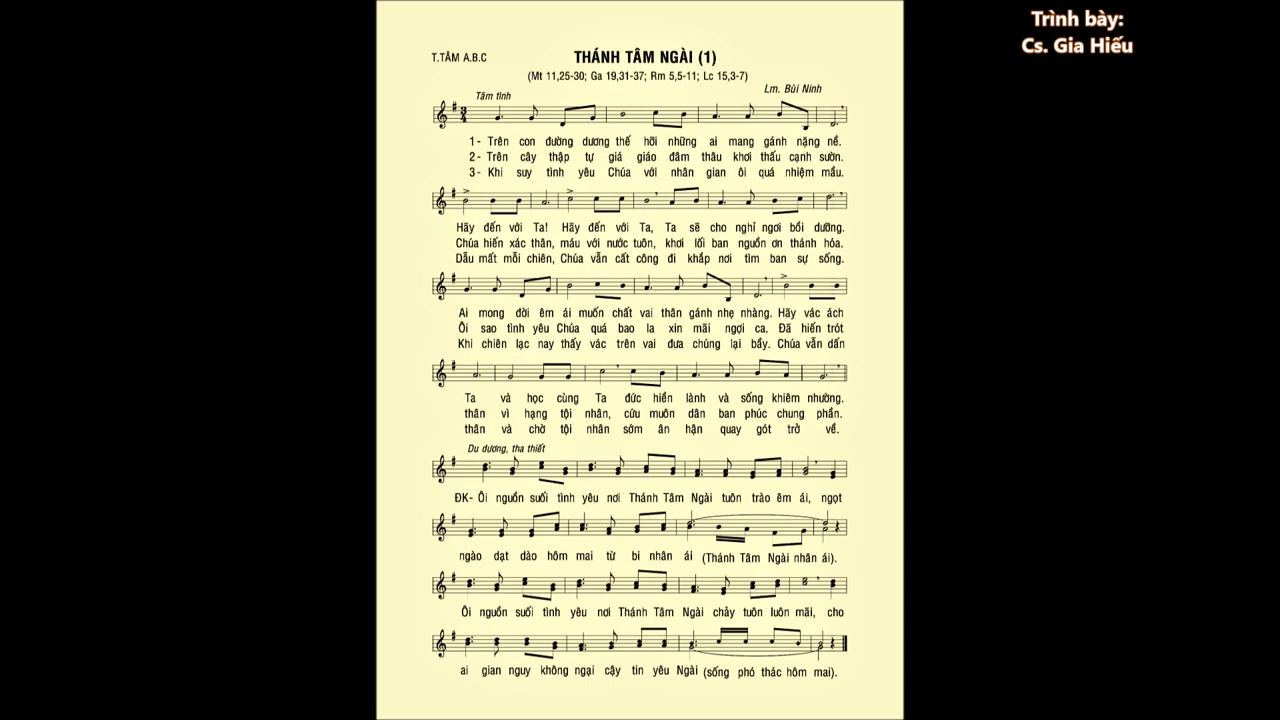 Trình bày:
Cs. Gia Hiếu
T.TÂM A.B.C
THÁNH TÂM NGÀI (1)
(Mt 11,25-30; Ga 19,31-37; Rm 5,5-11; Lc 15,3-7)
Lm. Bùi Ninh
Tâm tình
1- Trên con đường dương thế hỡi những ai mang gánh nặng nề.
2- Trên cây thập tự giá giáo đâm thâu khơi thấu cạnh sườn.
3- Khi suy tình yêu Chúa với nhân gian ôi quá nhiệm mầu.
Hãy đến với Ta! Hãy đến với Ta, Ta sẽ cho nghỉ ngơi bồi dưỡng.
Chúa hiến xác thân, máu với nước tuôn, khơi lối ban nguồn ơn thánh hóa.
Dẫu mất mỗi chiên, Chúa vẫn cất công đi khắp nơi tìm ban sự sống.
Ai mong đời êm ái muốn chất vai thân gánh nhẹ nhàng. Hãy vác ách
Ôi sao tình yêu Chúa quá bao la xin mãi ngợi ca. Đã hiến trót
Khi chiên lạc nay thấy vác trên vai đưa chúng lại bầy. Chúa vẫn dấn
Ta và học cùng Ta đức hiền lành và sống khiêm nhường.
thân vì hạng tội nhân, cứu muôn dân ban phúc chung phần.
thân và chờ tội nhân sớm ăn hận quay gót trở về.
Du dương, tha thiết
ĐK- Ôi nguồn suối tình yêu nơi Thánh Tâm Ngài tuôn trào êm ái, ngọt
ngào dạt dào hôm mai từ bi nhân ái (Thánh Tâm Ngài nhân ái).
Ôi nguồn suối tình yêu nơi Thánh Tâm Ngài chảy tuôn luôn mãi, cho
ai gian nguy không ngại cậy tin yêu Ngài (sống phó thác hôm mai).